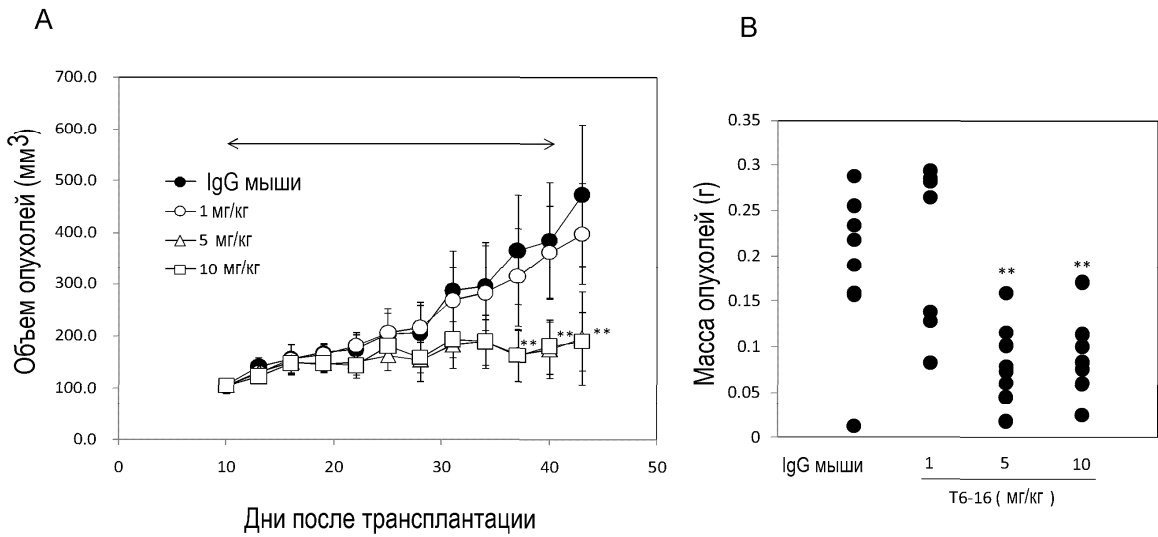 A
Объем опухолей (мм3)
700.0
600.0
500.0
400.0
300.0
200.0
100.0
0.0
IgG мыши
1 мг/кг
5 мг/кг
10 мг/кг
**
**
**
0
10
20
30
40
50
Дни после трансплантации
B
Масса опухолей (г)
0.35
0.3
0.25
0.2
0.15
0.1
0.05
0
**
**
IgG мыши
1
5
10
T6-16 ( мг/кг)